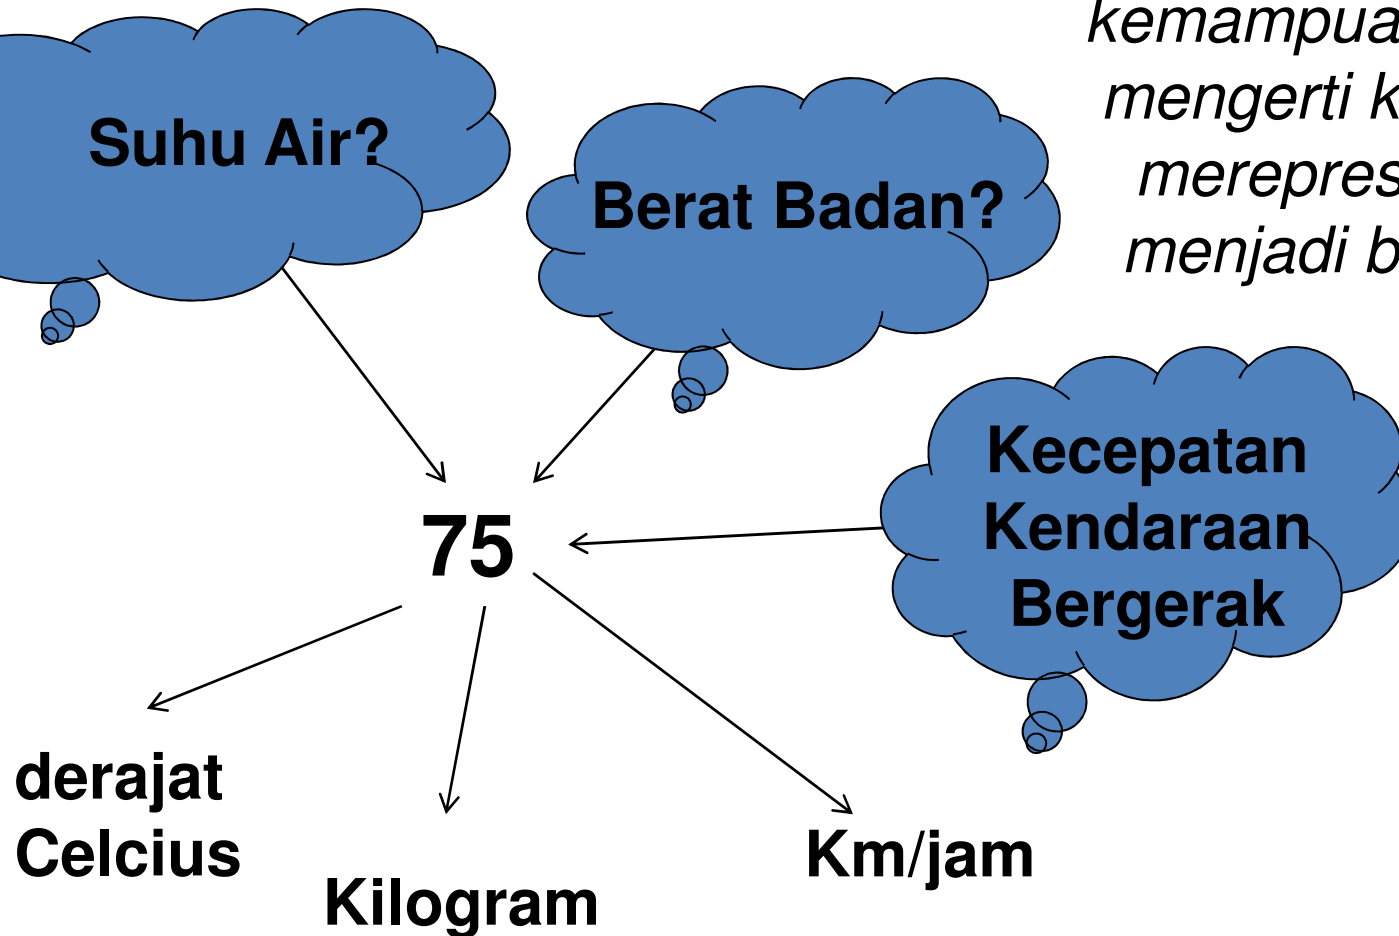 kemampua
mengerti k
merepres
menjadi b
Suhu Air?
Berat Badan?
Kecepatan
Kendaraan
Bergerak
75
derajat
Celcius
Kilogram
Km/jam